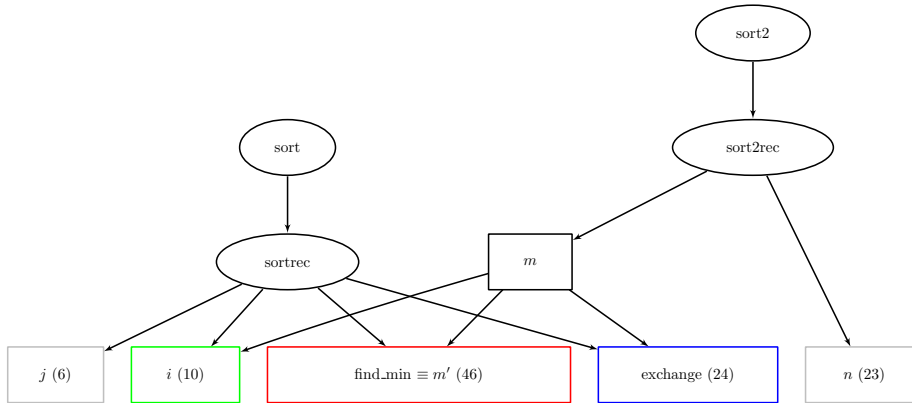 sort2
sort
sort2rec
sortrec
m
j (6)
i (10)
find_min ≡ m′ (46)
exchange (24)
n (23)